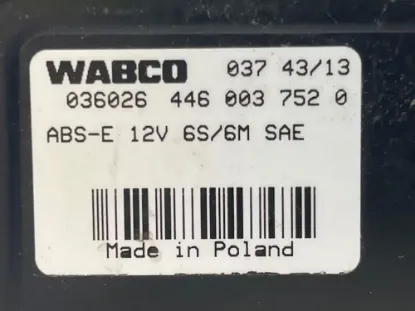 WABCO 037 43/13
036026 446 003 752 0
ABS-E 12V 6S/6M SAE
Made in Poland